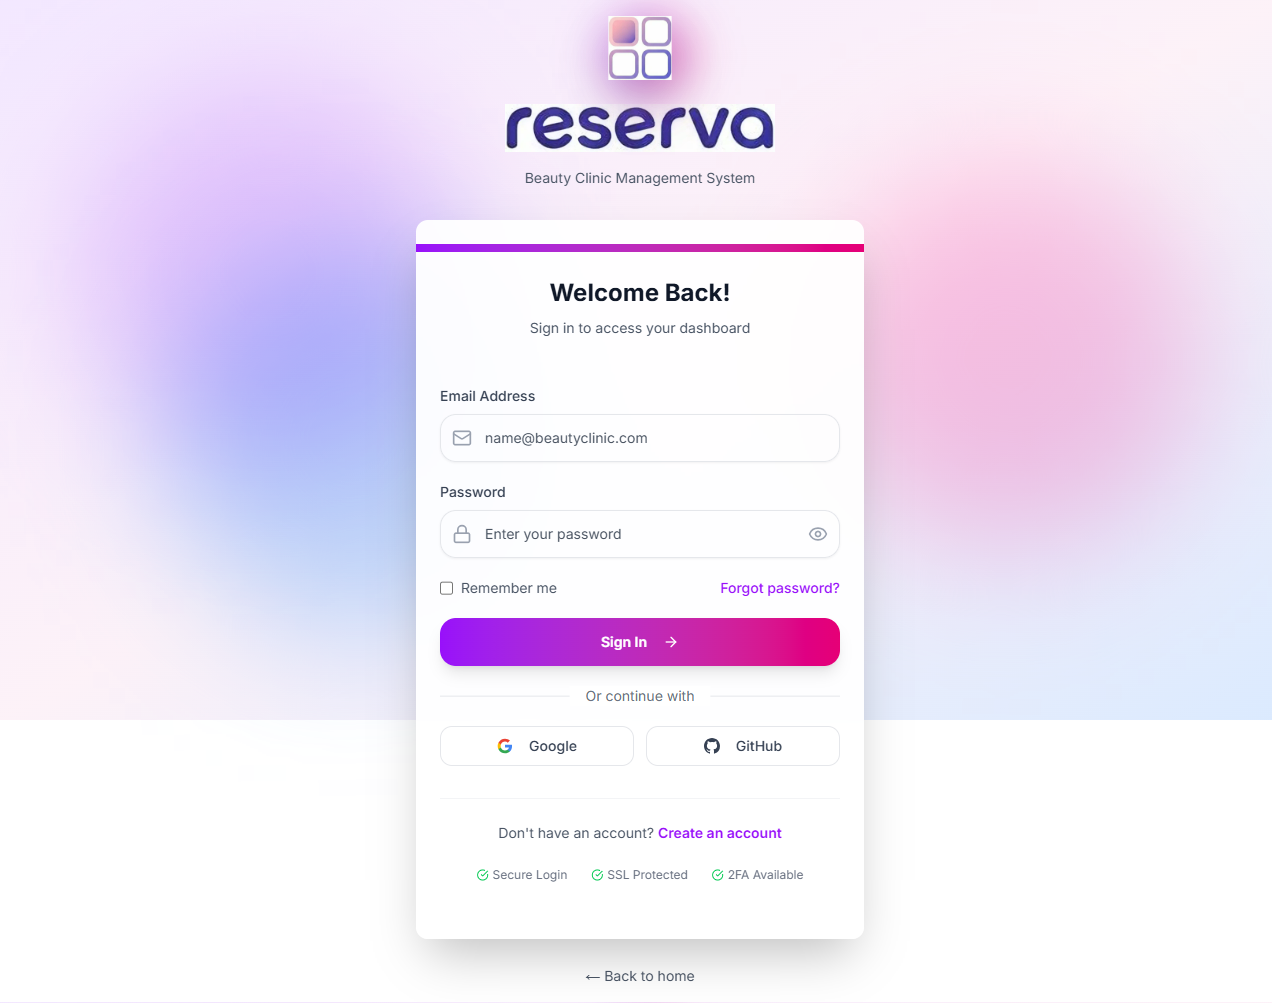 reserva
Beauty Clinic Management System
Welcome Back!
Sign in to access your dashboard
Email Address
name@beautyclinic.com
Password
Enter your password
Remember me Forgot password?
Sign In →
Or continue with
Google GitHub
Don't have an account? Create an account
Secure Login SSL Protected 2FA Available
← Back to home